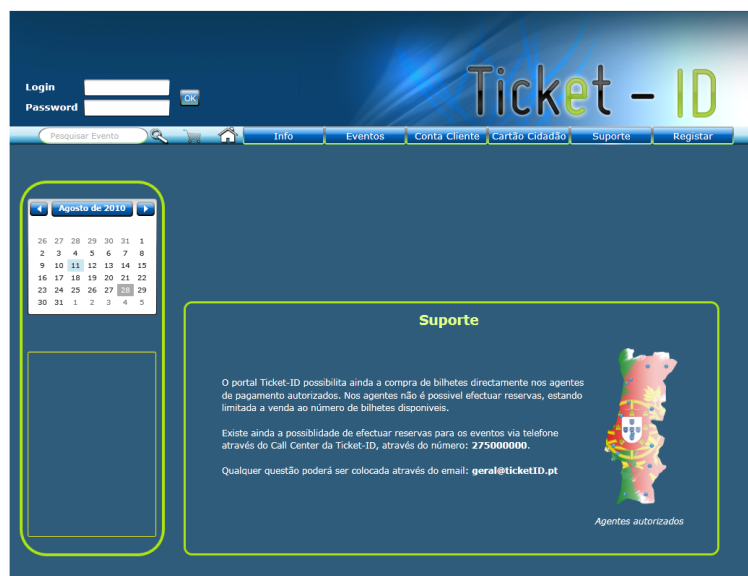 Ticket - ID
Login
OK
Password
Pesquisar Evento
Info Eventos Conta Cliente Cartão Cidadão Suporte Registar
Agosto de 2010
26 27 28 29 30 31 1
2 3 4 5 6 7 8
9 10 11 12 13 14 15
16 17 18 19 20 21 22
23 24 25 26 27 28 29
30 31 1 2 3 4 5
Suporte
O portal Ticket-ID possibilita ainda a compra de bilhetes directamente nos agentes
de pagamento autorizados. Nos agentes não é possivel efectuar reservas, estando
limitada a venda ao número de bilhetes disponiveis.
Existe ainda a possiblidade de efectuar reservas para os eventos via telefone
através do Call Center da Ticket-ID, através do número: 275000000.
Qualquer questão poderá ser colocada através do email: geral@ticketID.pt
Agentes autorizados